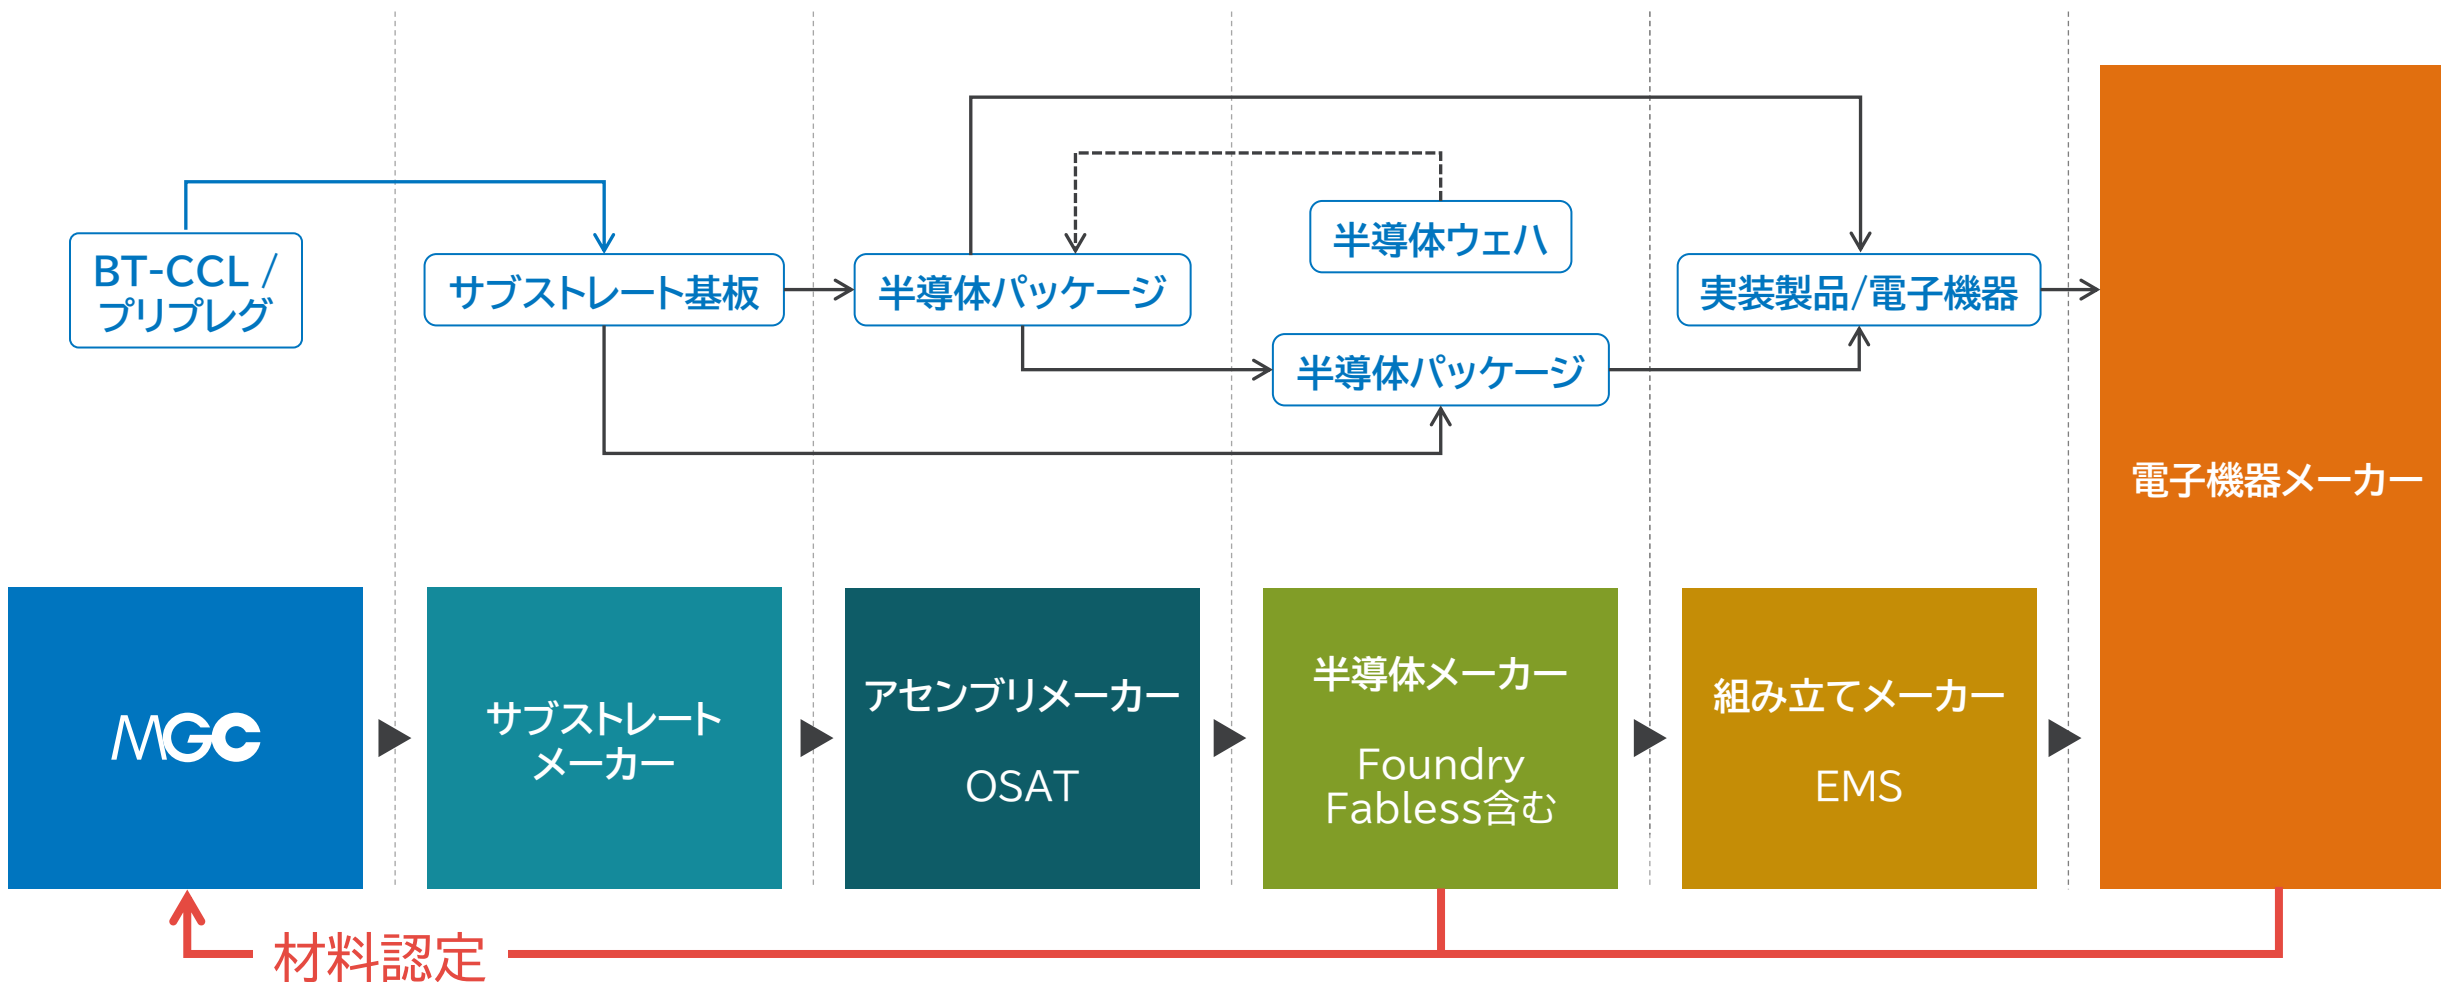 BT-CCL /
プリプレグ
サブストレート基板
半導体パッケージ
半導体ウェハ
半導体パッケージ
実装製品/電子機器
電子機器メーカー
MGC
サブストレート
メーカー
アセンブリメーカー
OSAT
半導体メーカー
Foundry
Fabless含む
組み立てメーカー
EMS
材料認定